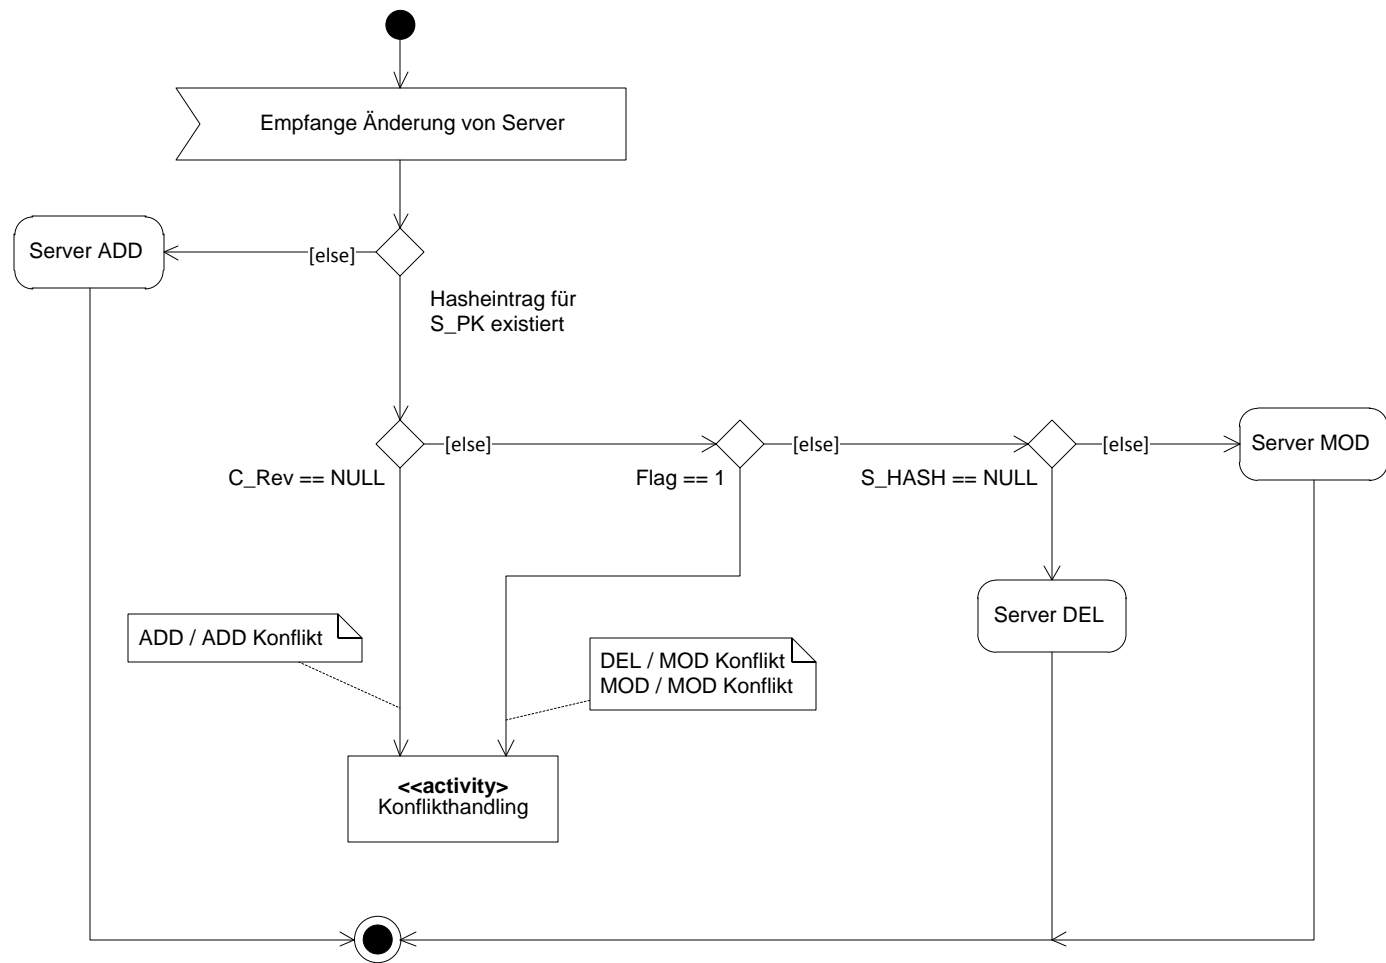 Empfange Änderung von Server
Server ADD
[else]
Hasheintrag für
S_PK existiert
[else]
[else]
[else]
Server MOD
C_Rev == NULL
Flag == 1
S_HASH == NULL
Server DEL
ADD / ADD Konflikt
DEL / MOD Konflikt
MOD / MOD Konflikt
<<activity>
Konflikthandling